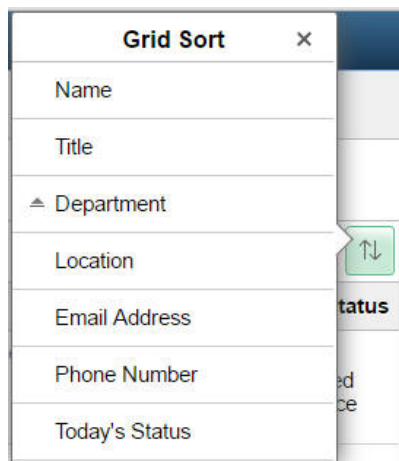 Grid Sort
Name
Title
Department
Location
tatus
Email Address
Phone Number
ed
ce
Today's Status